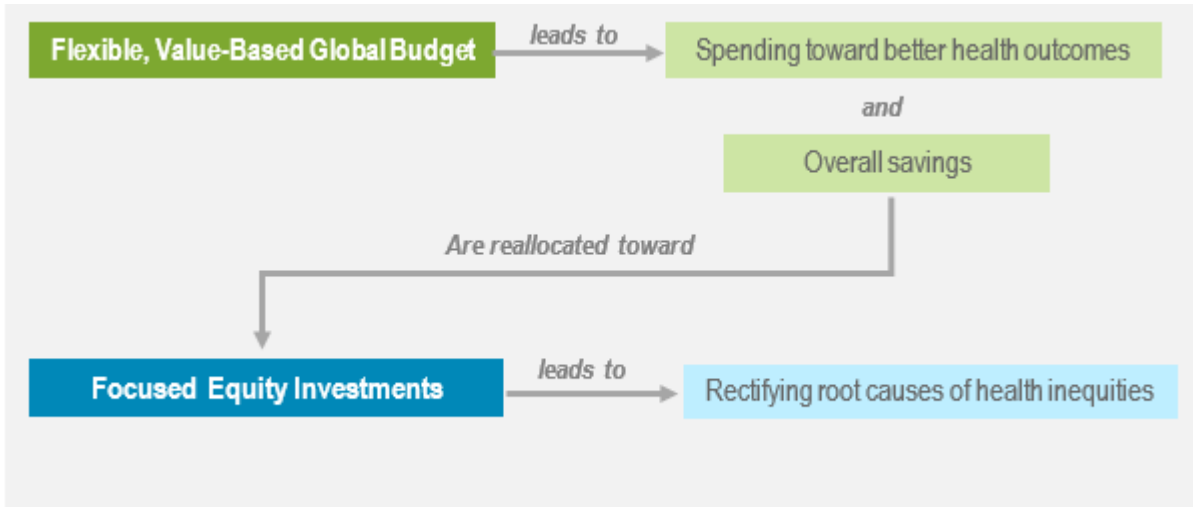 Flexible, Value-Based Global Budget
leads to
Spending toward better health outcomes
and
Overall savings
Are reallocated toward
Focused Equity Investments
leads to
Rectifying root causes of health inequities